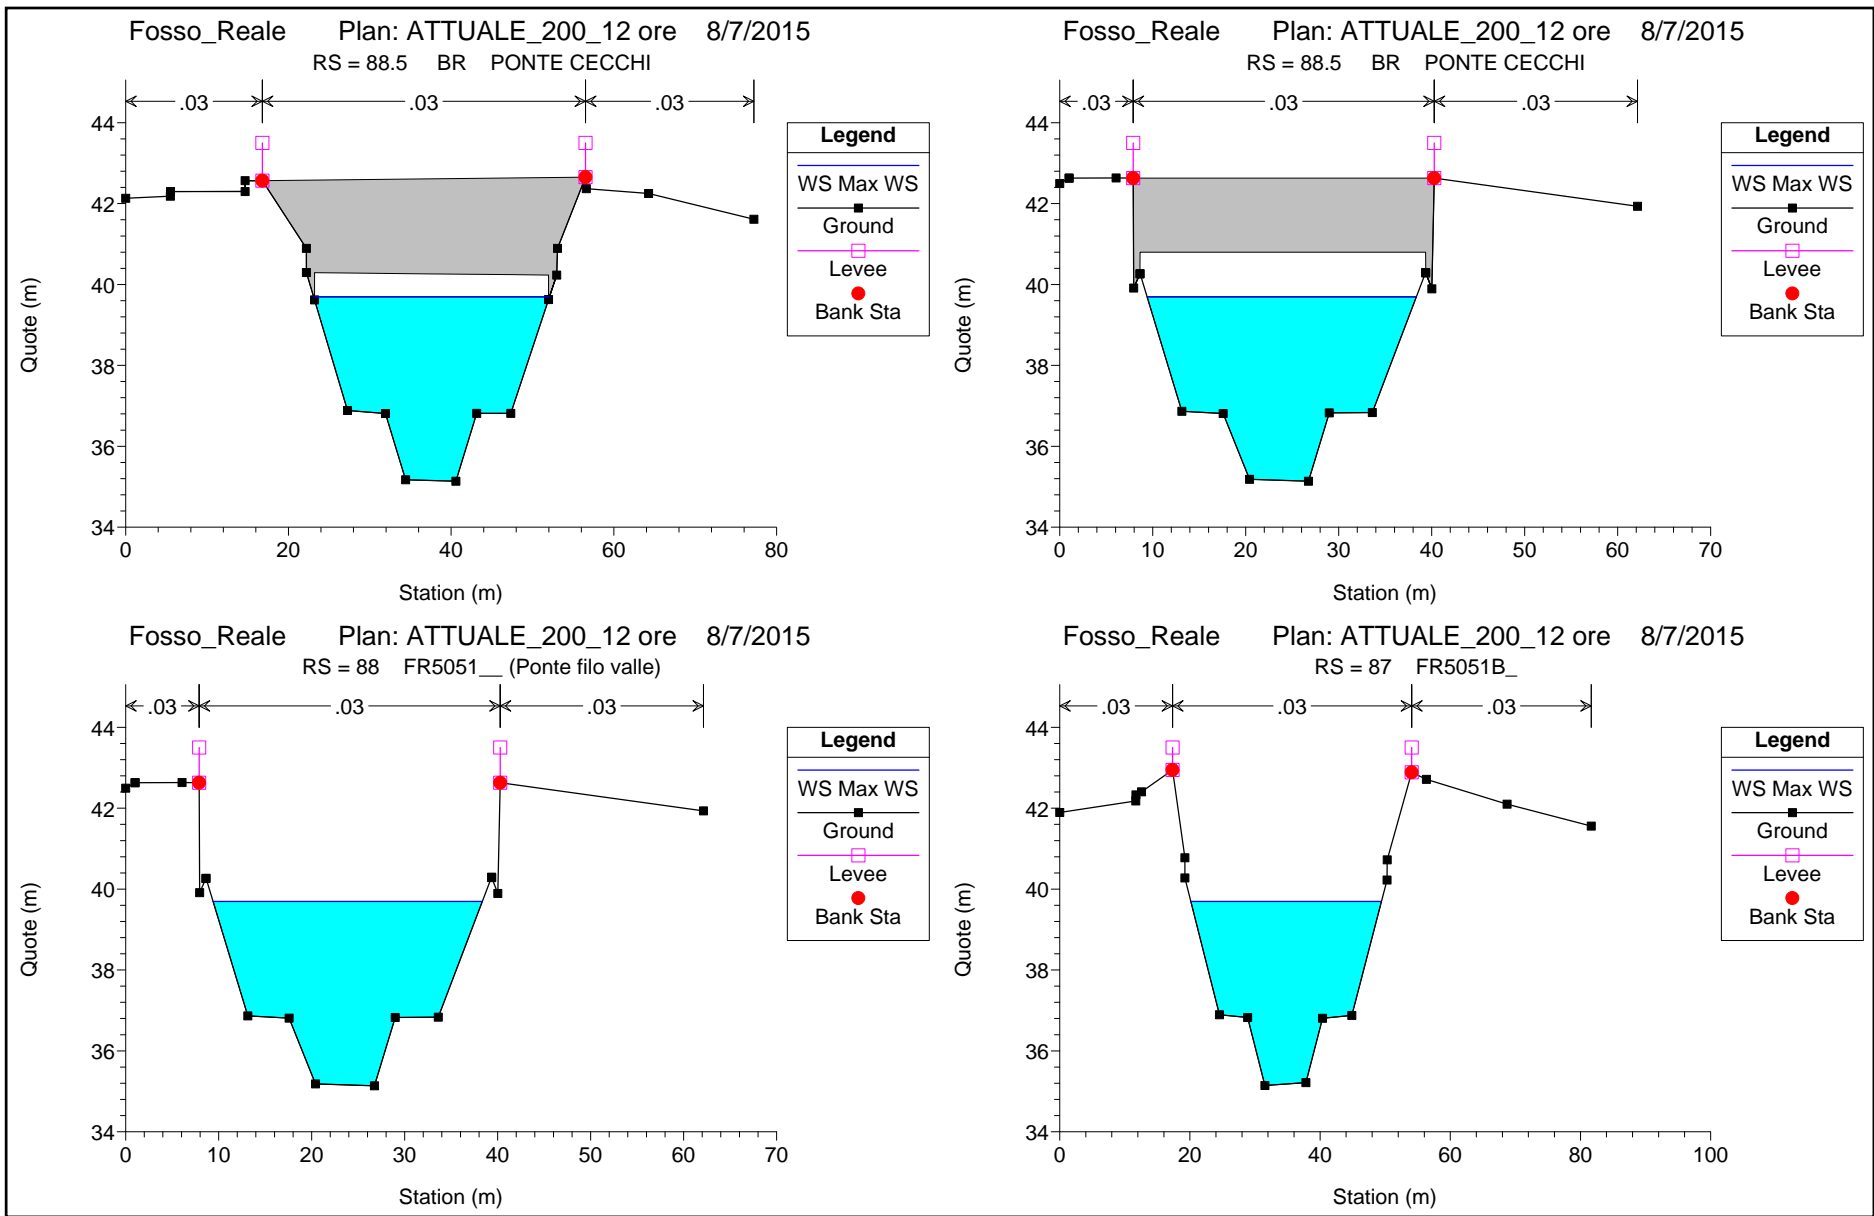 Fosso_Reale Plan: ATTUALE_200_12 ore 8/7/2015
RS = 88.5 BR PONTE CECCHI
.03 .03 .03
44
42
40
38
36
34
0 20 40 60 80
Station (m)
Quote (m)
Legend
WS Max WS
Ground
Levee
Bank Sta
Fosso_Reale Plan: ATTUALE_200_12 ore 8/7/2015
RS = 88.5 BR PONTE CECCHI
.03 .03 .03
44
42
40
38
36
34
0 10 20 30 40 50 60 70
Station (m)
Quote (m)
Legend
WS Max WS
Ground
Levee
Bank Sta
Fosso_Reale Plan: ATTUALE_200_12 ore 8/7/2015
RS = 88 FR5051__ (Ponte filo valle)
.03 .03 .03
44
42
40
38
36
34
0 10 20 30 40 50 60 70
Station (m)
Quote (m)
Legend
WS Max WS
Ground
Levee
Bank Sta
Fosso_Reale Plan: ATTUALE_200_12 ore 8/7/2015
RS = 87 FR5051B_
.03 .03 .03
44
42
40
38
36
34
0 20 40 60 80 100
Station (m)
Quote (m)
Legend
WS Max WS
Ground
Levee
Bank Sta